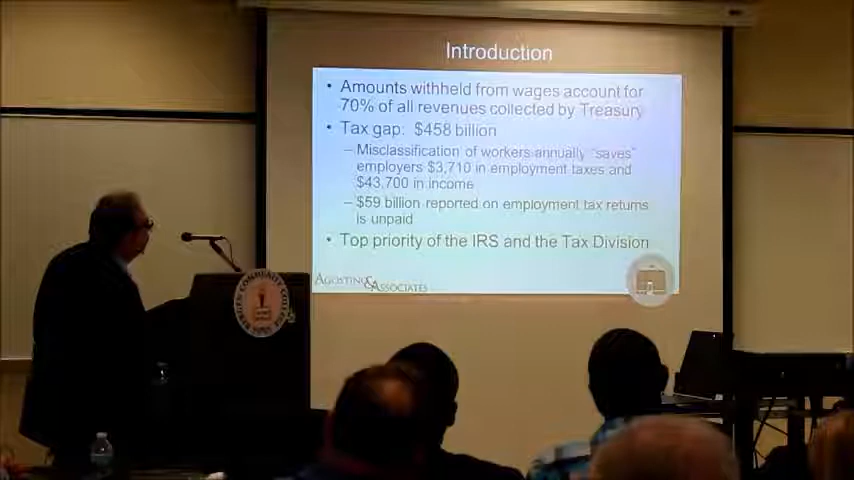 Introduction
• Amounts withheld from wages account for
70% of all revenues collected by Treasury
• Tax gap: $458 billion
– Misclassification of workers annually "saves"
employers $3,710 in employment taxes and
$43,700 in income
– $59 billion reported on employment tax returns
is unpaid
• Top priority of the IRS and the Tax Division
AGOSTINO & ASSOCIATES
COMMUNITY COLLEGE